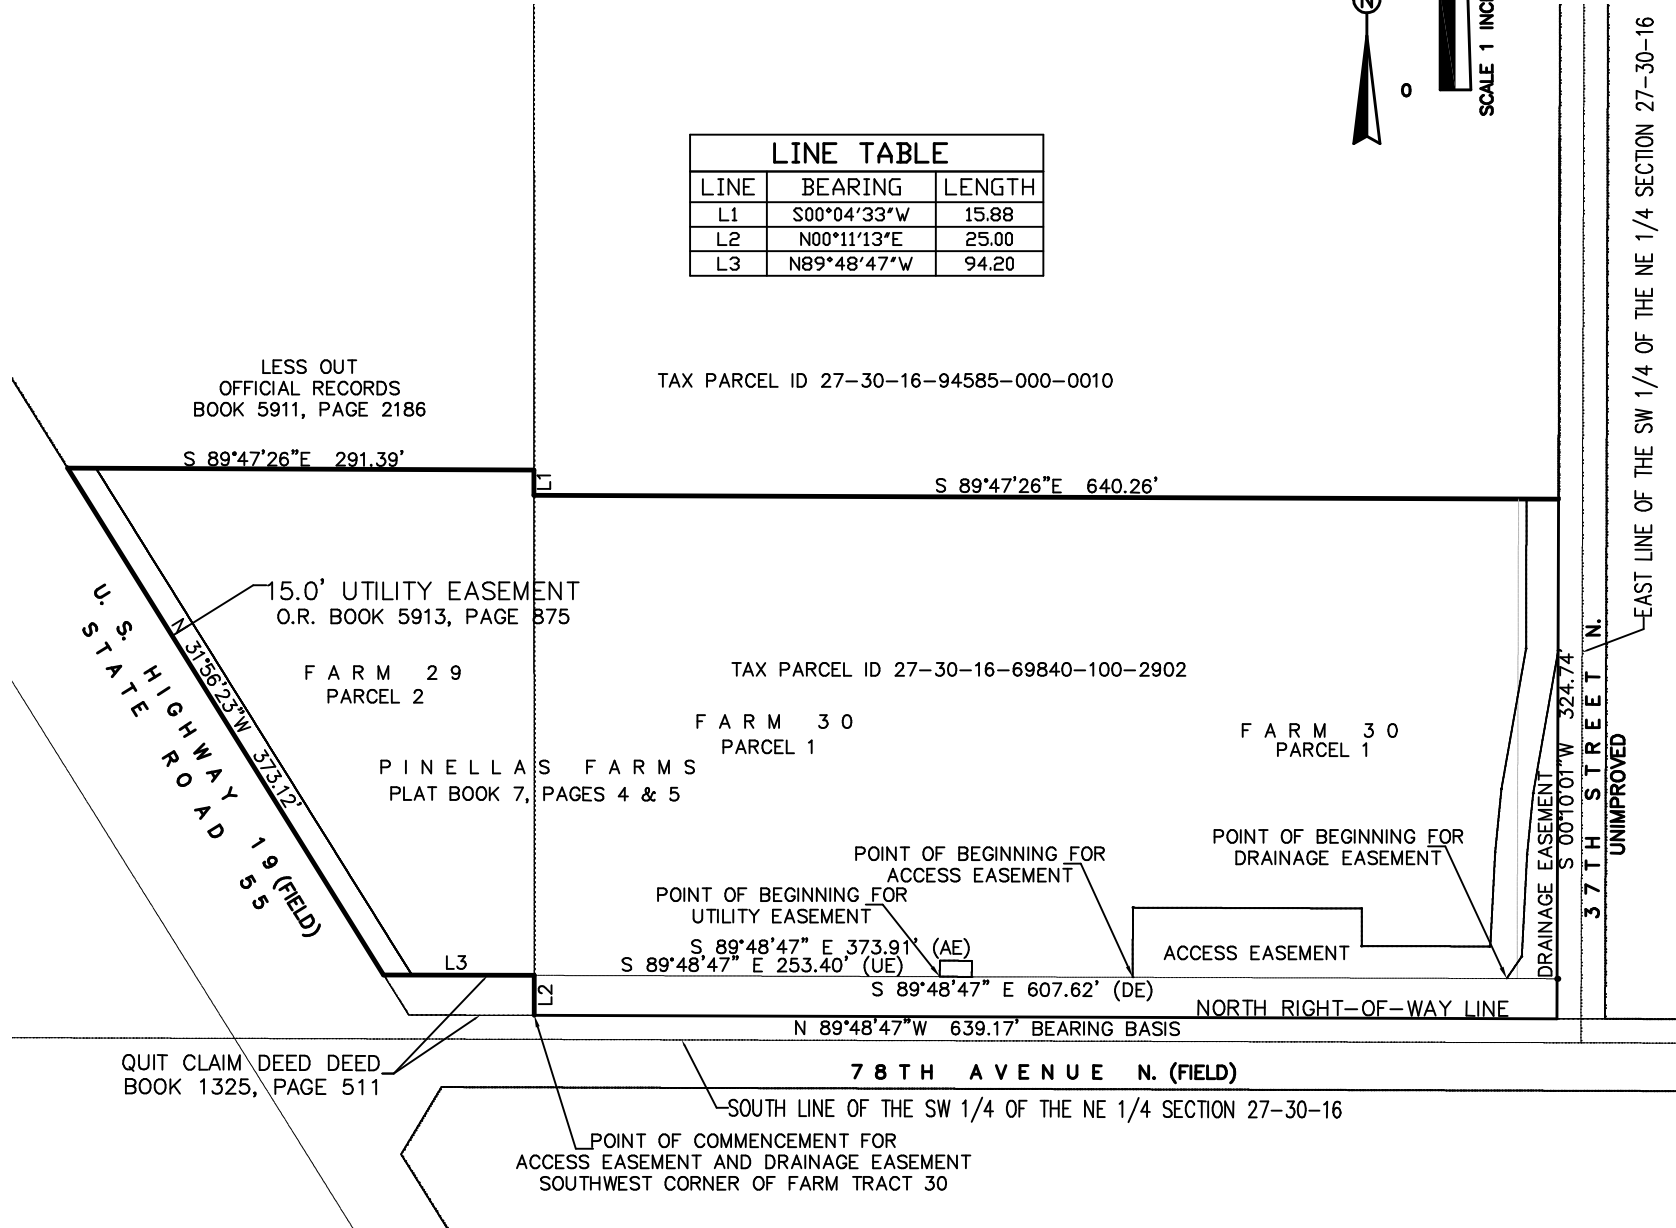 N
0
SCALE 1 INC
EAST LINE OF THE SW 1/4 OF THE NE 1/4 SECTION 27-30-16
LINE TABLE
LINE BEARING LENGTH
L1 S00°04'33"W 15.88
L2 N00°11'13"E 25.00
L3 N89°48'47"W 94.20
LESS OUT
OFFICIAL RECORDS
BOOK 5911, PAGE 2186
TAX PARCEL ID 27-30-16-94585-000-0010
S 89°47'26"E 291.39'
L1
S 89°47'26"E 640.26'
15.0' UTILITY EASEMENT
O.R. BOOK 5913, PAGE 875
U. S. HIGHWAY 19 (FIELD)
STATE ROAD 55
N 31°56'23"W 373.12'
FARM 29
PARCEL 2
TAX PARCEL ID 27-30-16-69840-100-2902
FARM 30
PARCEL 1
FARM 30
PARCEL 1
PINELLAS FARMS
PLAT BOOK 7, PAGES 4 & 5
S 00°10'01"W 324.74'
37TH STREET N.
UNIMPROVED
DRAINAGE EASEMENT
POINT OF BEGINNING FOR
DRAINAGE EASEMENT
POINT OF BEGINNING FOR
ACCESS EASEMENT
POINT OF BEGINNING FOR
UTILITY EASEMENT
S 89°48'47" E 373.91' (AE)
S 89°48'47" E 253.40' (UE)
ACCESS EASEMENT
L3
L2
S 89°48'47" E 607.62' (DE)
NORTH RIGHT-OF-WAY LINE
N 89°48'47"W 639.17' BEARING BASIS
QUIT CLAIM DEED DEED
BOOK 1325, PAGE 511
78TH AVENUE N. (FIELD)
SOUTH LINE OF THE SW 1/4 OF THE NE 1/4 SECTION 27-30-16
POINT OF COMMENCEMENT FOR
ACCESS EASEMENT AND DRAINAGE EASEMENT
SOUTHWEST CORNER OF FARM TRACT 30